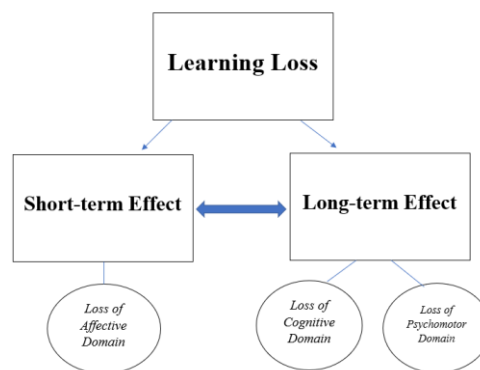 Learning Loss
Short-term Effect
Long-term Effect
Loss of
Affective
Domain
Loss of
Cognitive
Domain
Loss of
Psychomotor
Domain